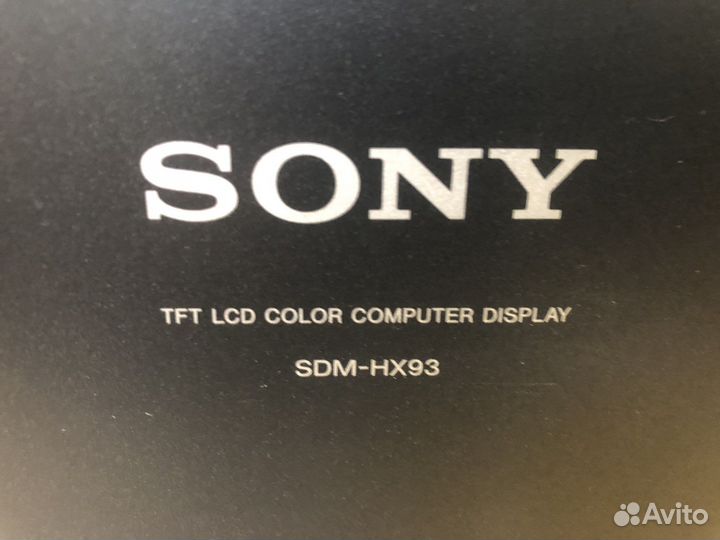 SONY
TFT LCD COLOR COMPUTER DISPLAY
SDM-HX93
Avito